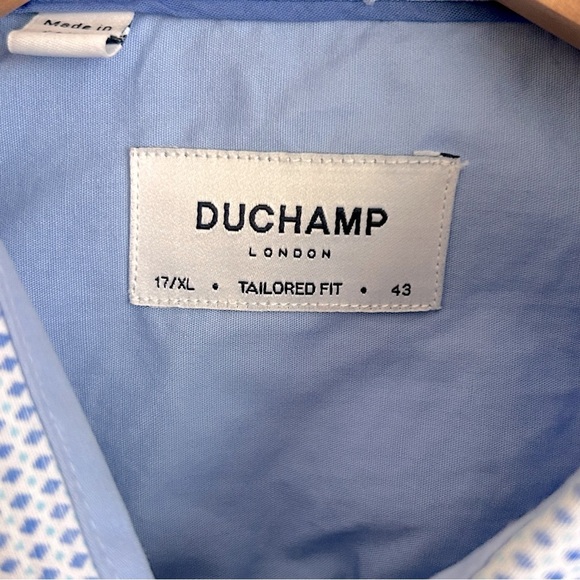 Made in
DUCHAMP
LONDON
17/XL • TAILORED FIT • 43